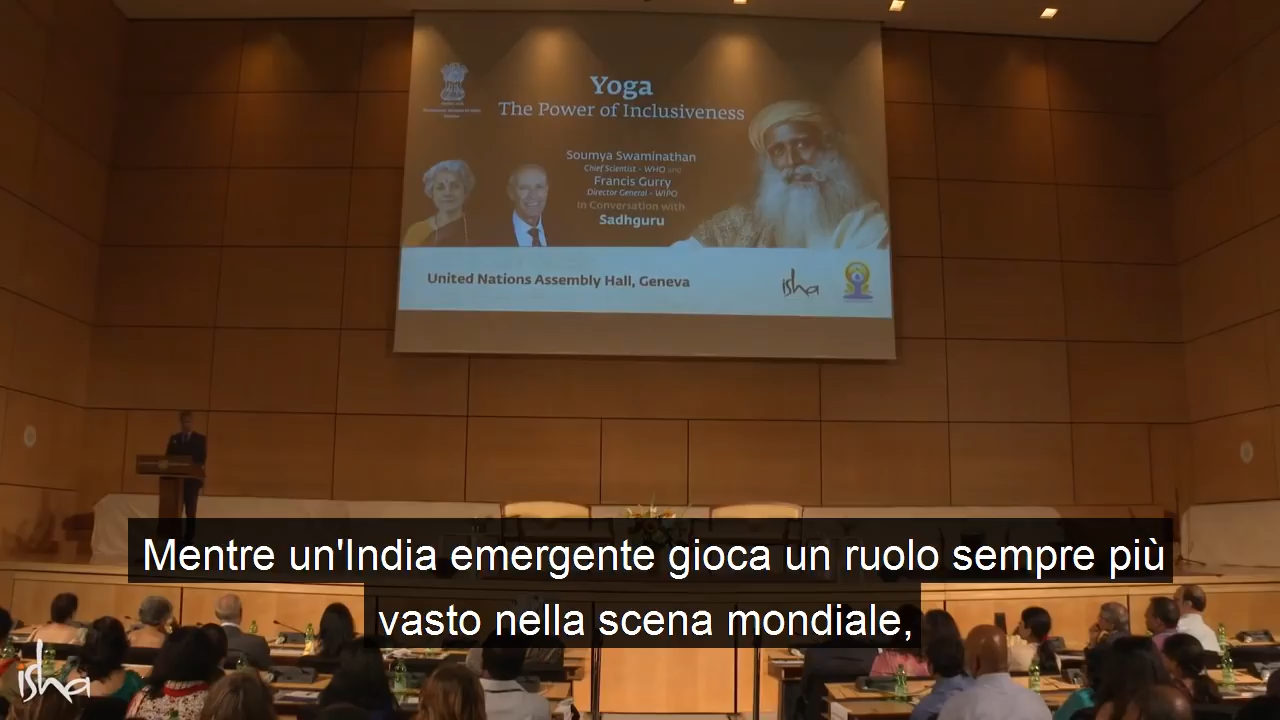 Yoga
The Power of Inclusiveness
Soumya Swaminathan
Chief Scientist - WHO and
Francis Gurry
Director General - WIPO
in Conversation with
Sadhguru
United Nations Assembly Hall, Geneva
isha
Mentre un'India emergente gioca un ruolo sempre più
vasto nella scena mondiale,
isha